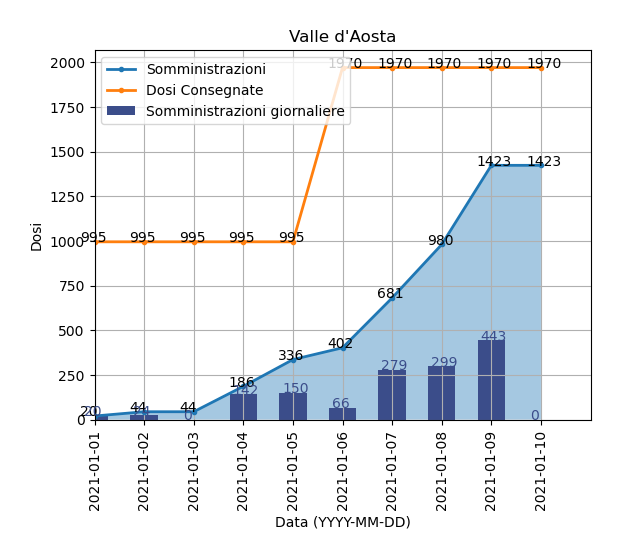 Valle d'Aosta
Somministrazioni
Dosi Consegnate
Somministrazioni giornaliere
Dosi
2000
1750
1500
1250
1000
750
500
250
0
995 995 995 995 995 1970 1970 1970 1970 1970
20 44 44 186 336 402 681 980 1423 1423
20 24 0 142 150 66 279 299 443 0
2021-01-01
2021-01-02
2021-01-03
2021-01-04
2021-01-05
2021-01-06
2021-01-07
2021-01-08
2021-01-09
2021-01-10
Data (YYYY-MM-DD)